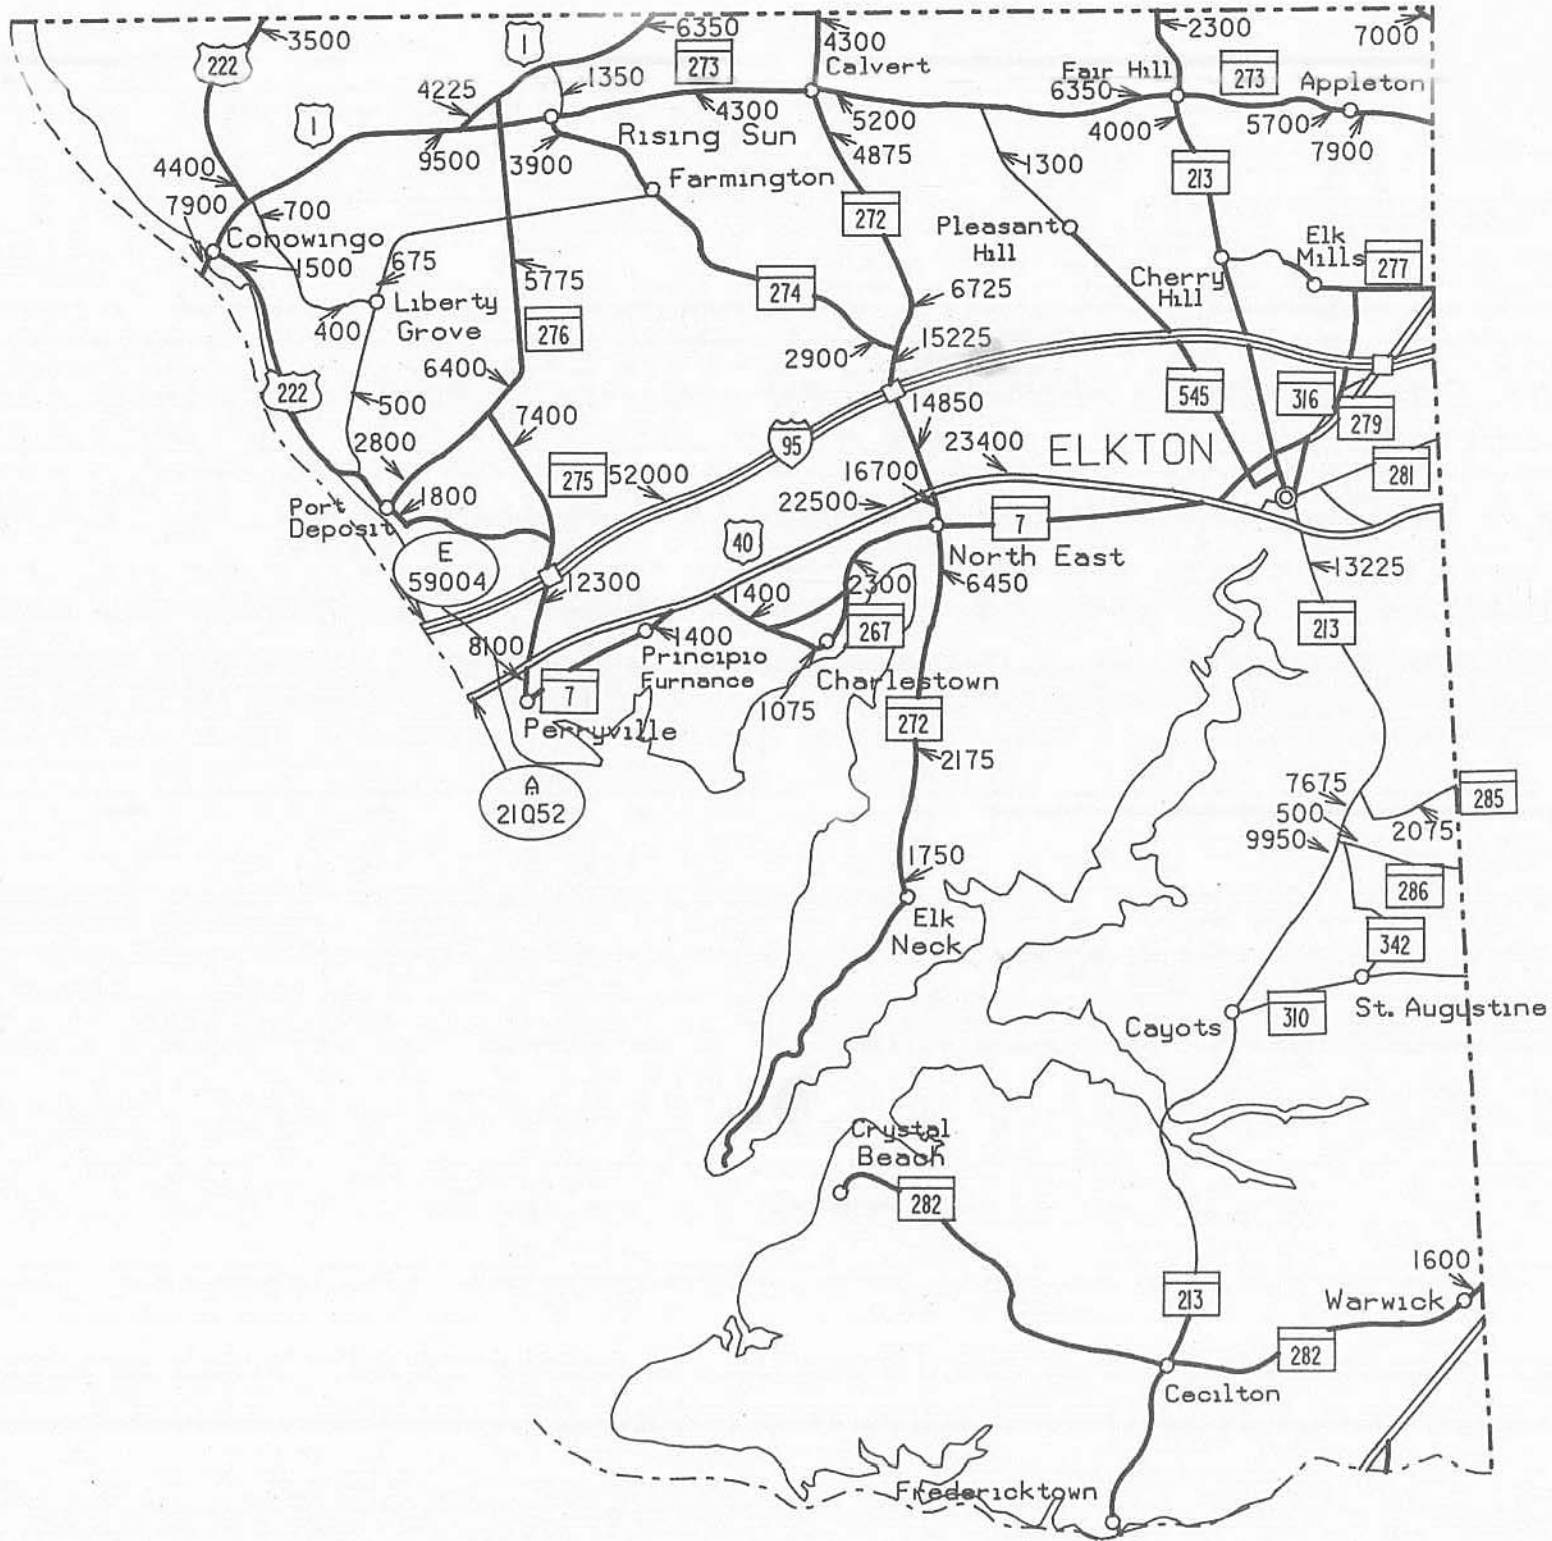 3500
222
1
6350
273
4300
Calvert
2300
7000
Fair Hill
6350
273
Appleton
4225
1350
1
4300
5200
4000
5700
7900
9500
3900
Rising Sun
4875
1300
213
4400
Farmington
272
7900
700
Pleasant
Hill
Elk
Mills
277
Conowingo
1500
675
5775
Cherry
Hill
274
6725
400
Liberty
Grove
276
15225
2900
6400
222
500
7400
14850
545
316
279
2800
95
23400
ELKTON
281
275
52000
16700
22500
Port
Deposit
1800
7
40
E
59004
12300
North East
1400
2300
6450
13225
267
213
8100
1400
Principio
Furnance
7
Charlestown
1075
272
Perryville
2175
A
21052
7675
500
9950
285
2075
1750
286
Elk
Neck
342
Cayots
310
St. Augustine
Crystal
Beach
282
1600
213
Warwick
282
Cecilton
Fredericktown